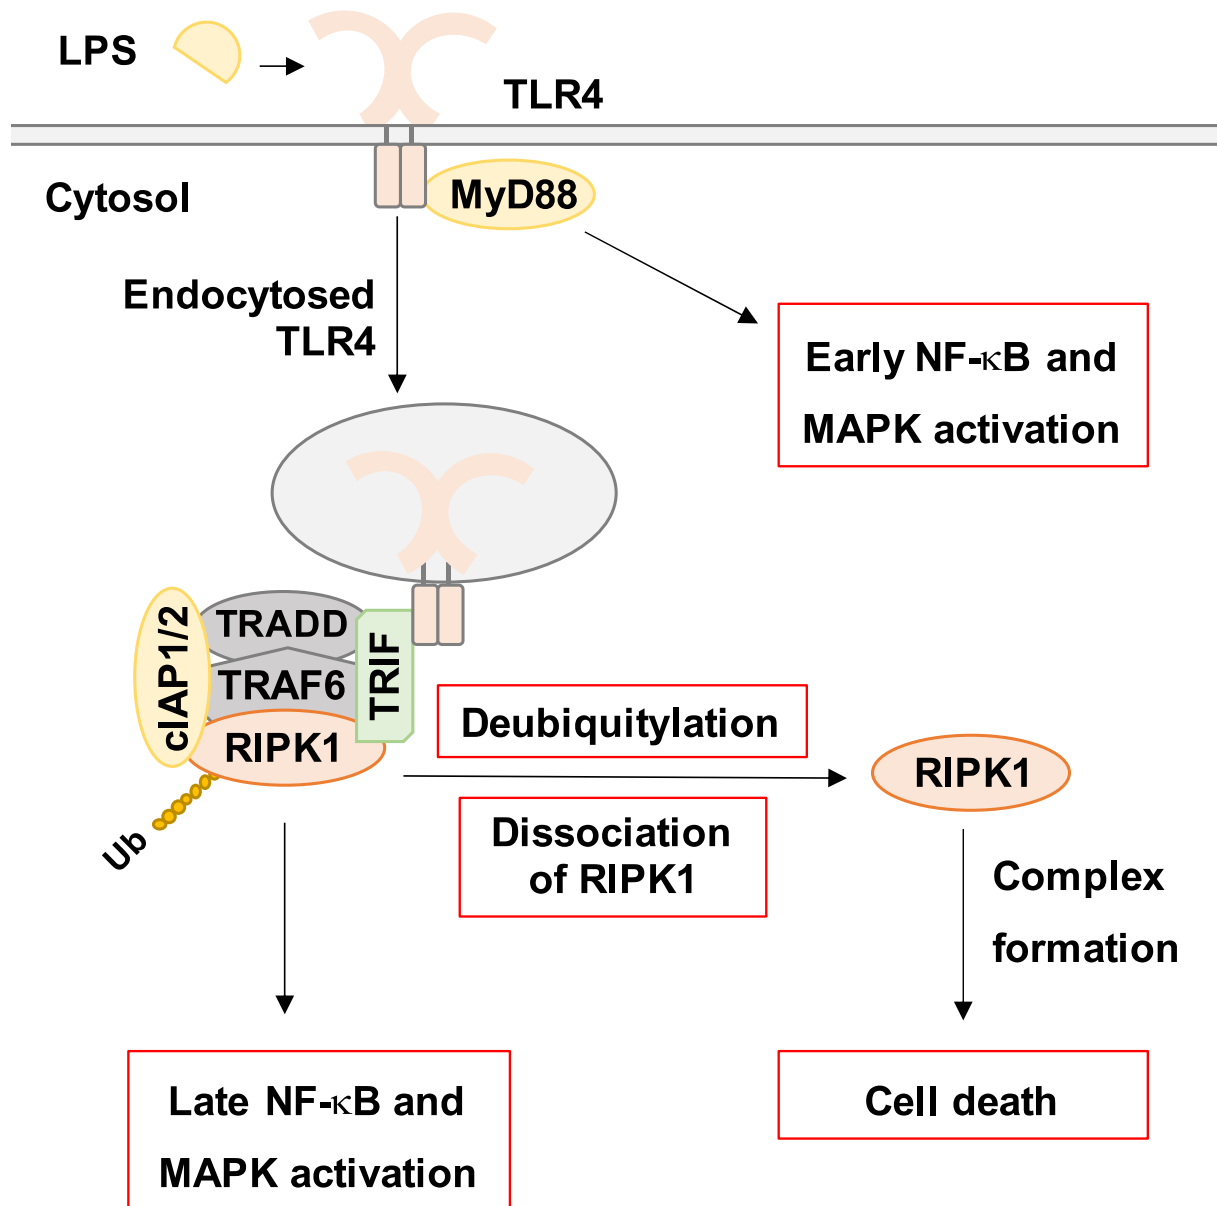 LPS
TLR4
Cytosol
MyD88
Endocytosed
TLR4
Early NF-κB and
MAPK activation
cIAP1/2
TRADD
TRAF6
TRIF
RIPK1
Ub
Deubiquitylation
Dissociation
of RIPK1
RIPK1
Complex
formation
Late NF-κB and
MAPK activation
Cell death